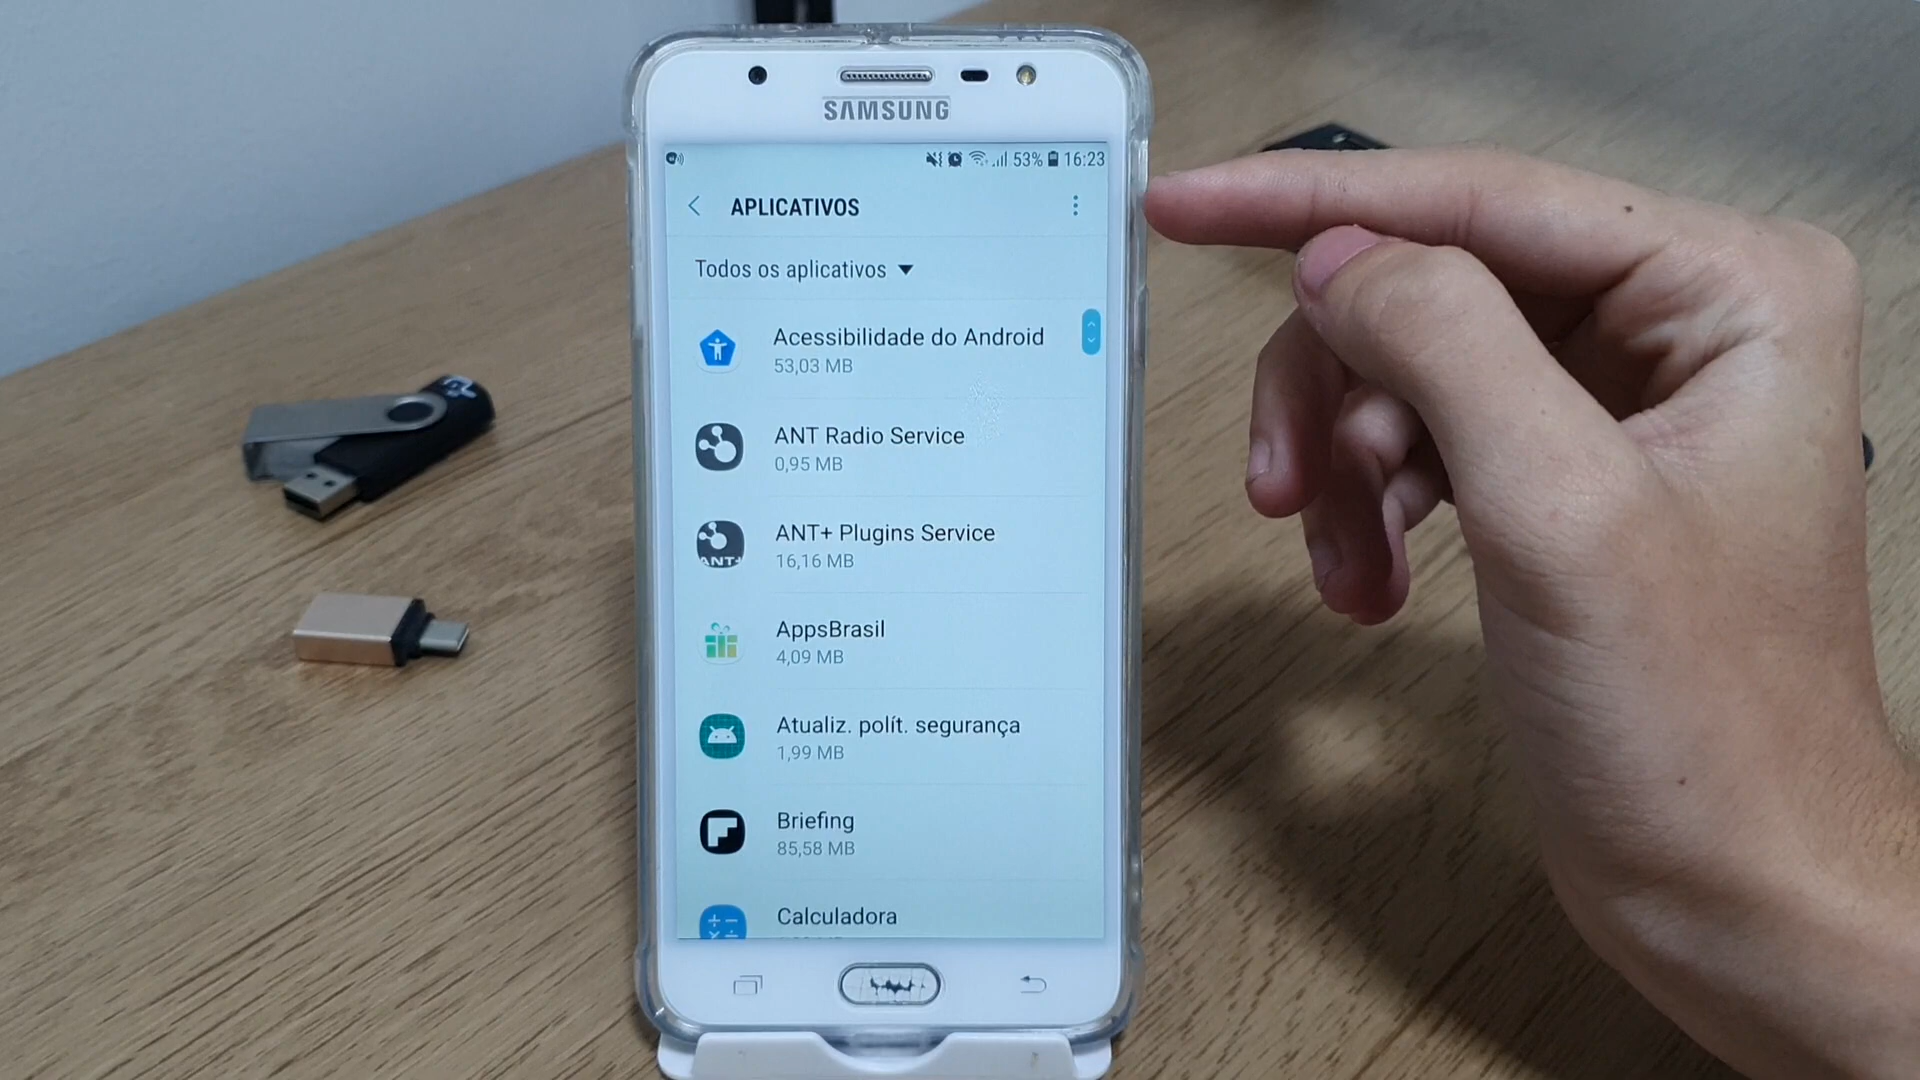 SAMSUNG
53% 16:23
APLICATIVOS
Todos os aplicativos
Acessibilidade do Android
53,03 MB
ANT Radio Service
0,95 MB
ANT+ Plugins Service
16,16 MB
ANT+
AppsBrasil
4,09 MB
Atualiz. polít. segurança
1,99 MB
Briefing
85,58 MB
Calculadora